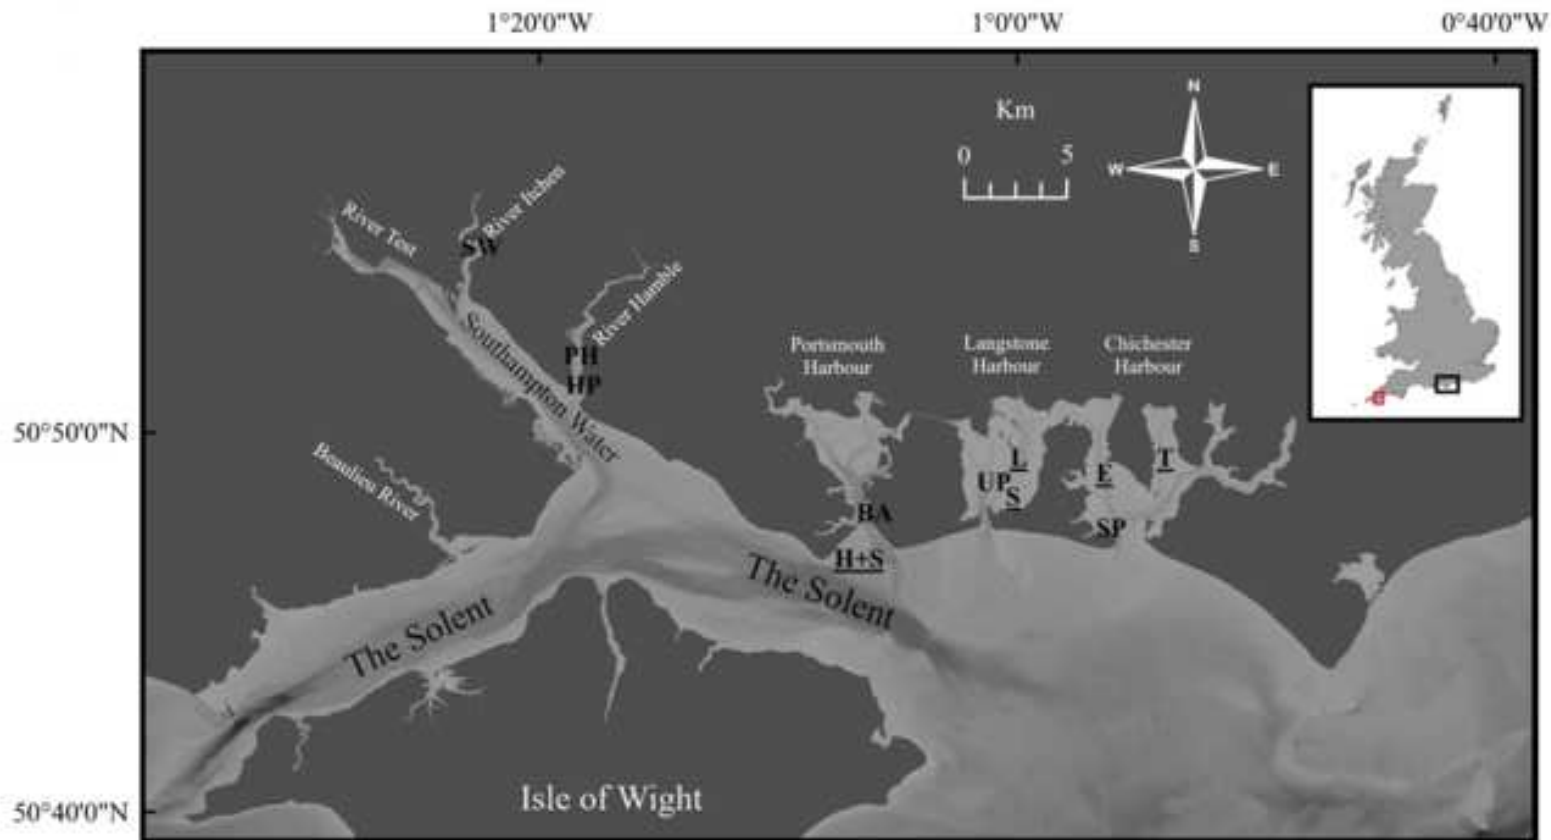 1°20'0"W
1°0'0"W
0°40'0"W
Km
0
5
N
W
E
S
River Test
River Itchen
SW
River Hamble
PH
HP
Southampton Water
Portsmouth
Harbour
Langstone
Harbour
Chichester
Harbour
50°50'0"N
Beaulieu River
L
UP
S
E
T
BA
SP
H+S
The Solent
The Solent
Isle of Wight
50°40'0"N